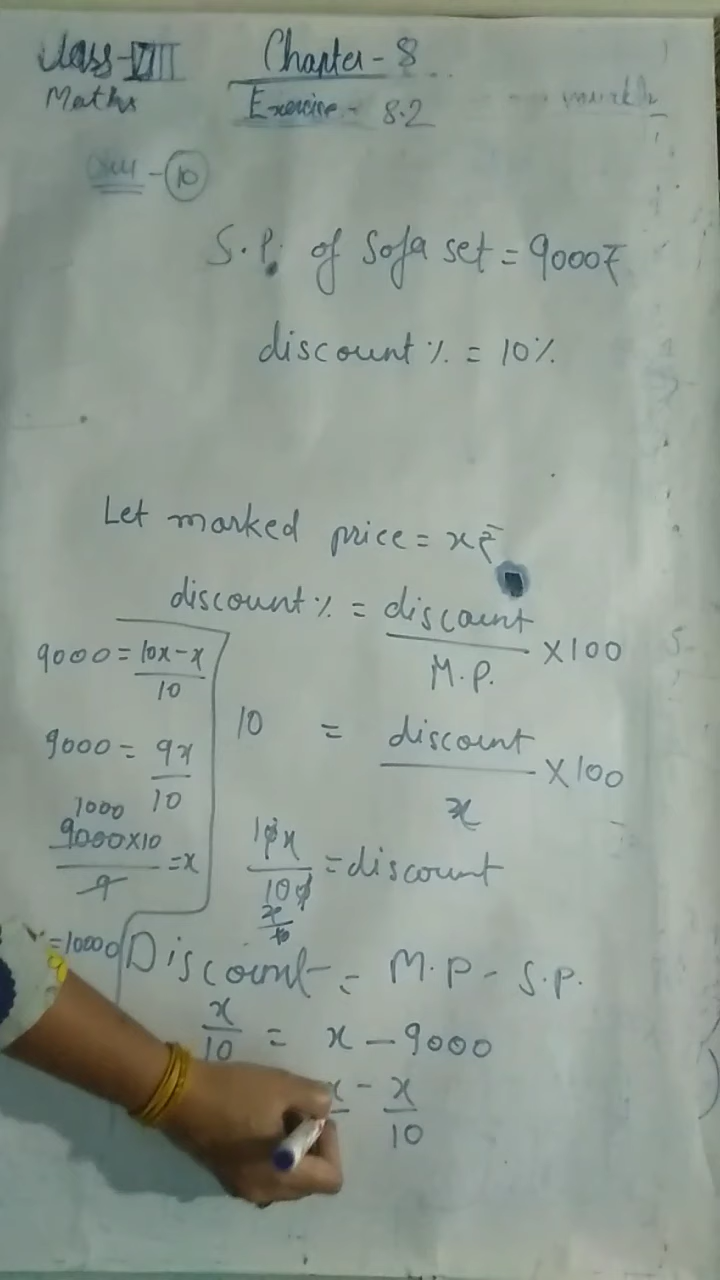 Class-VIII
Maths
Chapter-8
Exercise- 8.2
Que-10
S.P. of Sofa set = 9000₹
discount % = 10%
Let marked price = x₹
discount % = discount/M.P. × 100
10 = discount/x × 100
10x/100 = discount
x/10
Discount = M.P - S.P.
x/10 = x - 9000
x/ - x/10
9000 = 10x-x/10
9000 = 9x/10
1000
9000×10/9 = x
=10000